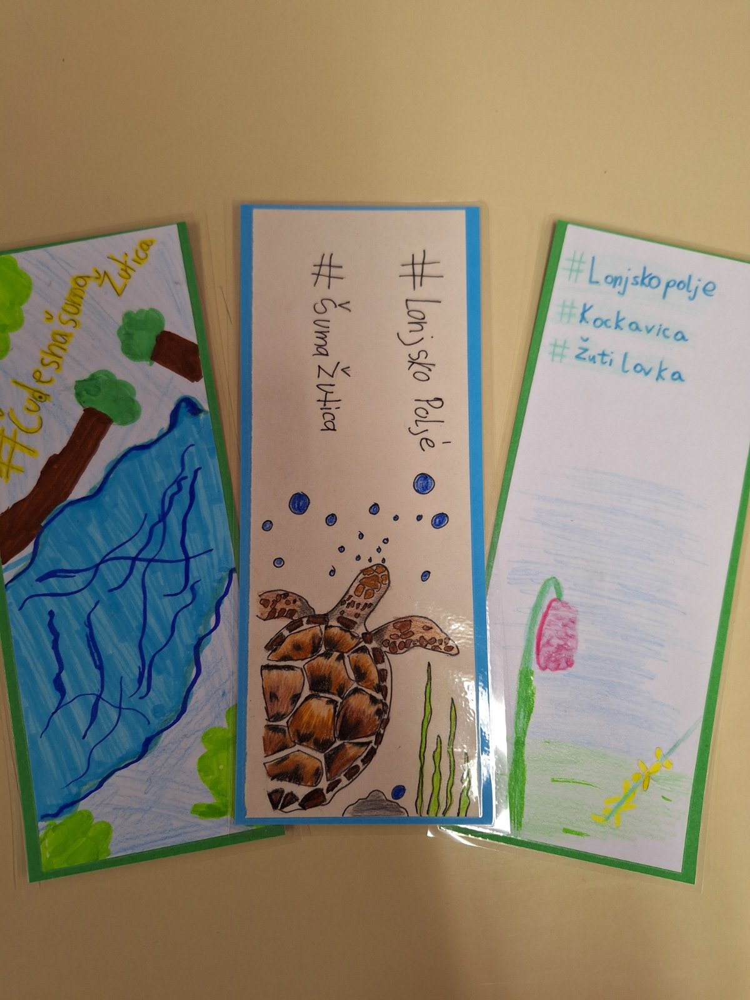 #Čudesna šuma
Žutica
#Lonjsko Polje
#Šuma Žutica
#Lonjsko polje
#Kockavica
#Žuti lovka